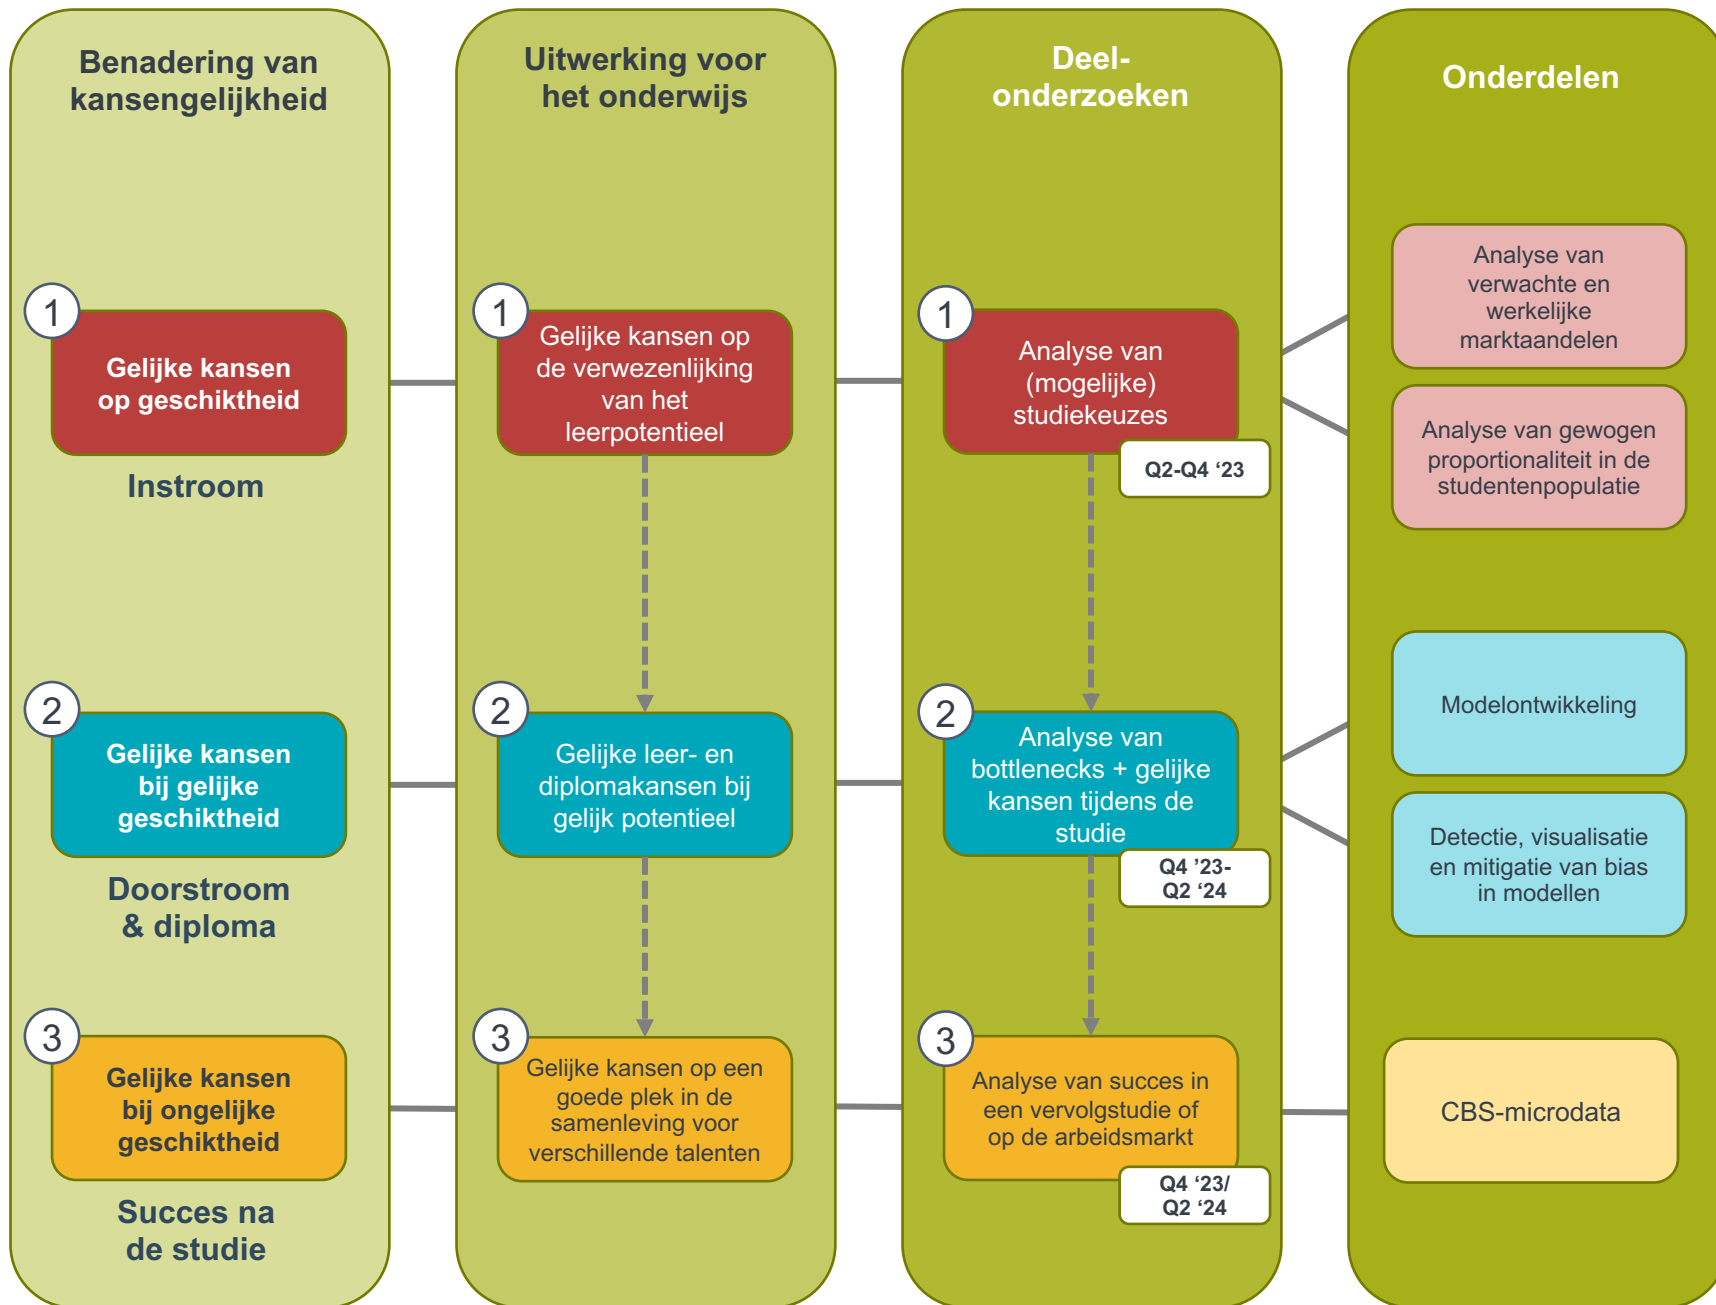 Benadering van
kansengelijkheid
Uitwerking voor
het onderwijs
Deel-
onderzoeken
Onderdelen
1
Gelijke kansen
op geschiktheid
Instroom
1
Gelijke kansen op
de verwezenlijking
van het
leerpotentieel
1
Analyse van
(mogelijke)
studiekeuzes
Q2-Q4 ‘23
Analyse van
verwachte en
werkelijke
marktaandelen
Analyse van gewogen
proportionaliteit in de
studentenpopulatie
2
Gelijke kansen
bij gelijke
geschiktheid
Doorstroom
& diploma
2
Gelijke leer- en
diplomakansen bij
gelijk potentieel
2
Analyse van
bottlenecks + gelijke
kansen tijdens de
studie
Q4 ’23-
Q2 ‘24
Modelontwikkeling
Detectie, visualisatie
en mitigatie van bias
in modellen
3
Gelijke kansen
bij ongelijke
geschiktheid
Succes na
de studie
3
Gelijke kansen op een
goede plek in de
samenleving voor
verschillende talenten
3
Analyse van succes in
een vervolgstudie of
op de arbeidsmarkt
Q4 ‘23/
Q2 ‘24
CBS-microdata